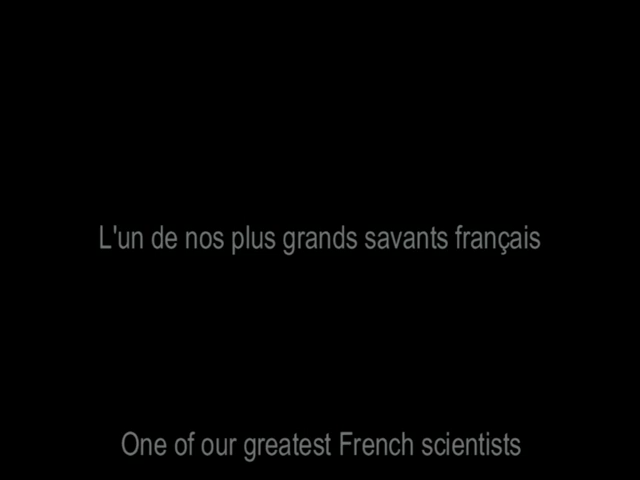 L'un de nos plus grands savants français
One of our greatest French scientists